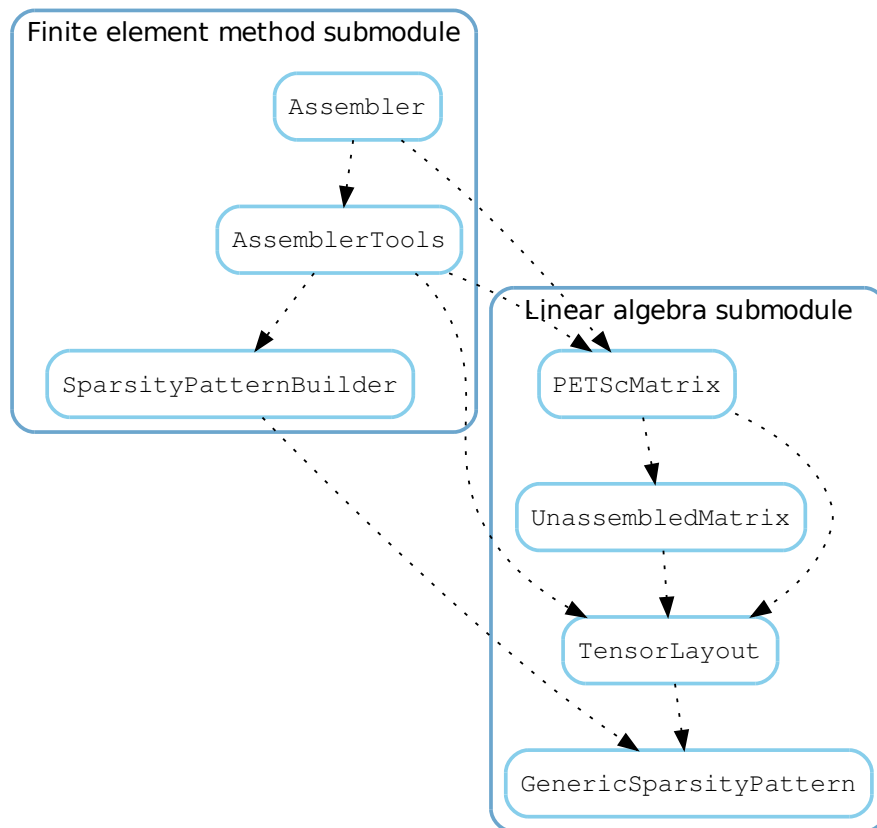 Finite element method submodule
Assembler
AssemblerTools
SparsityPatternBuilder
Linear algebra submodule
PETScMatrix
UnassembledMatrix
TensorLayout
GenericSparsityPattern